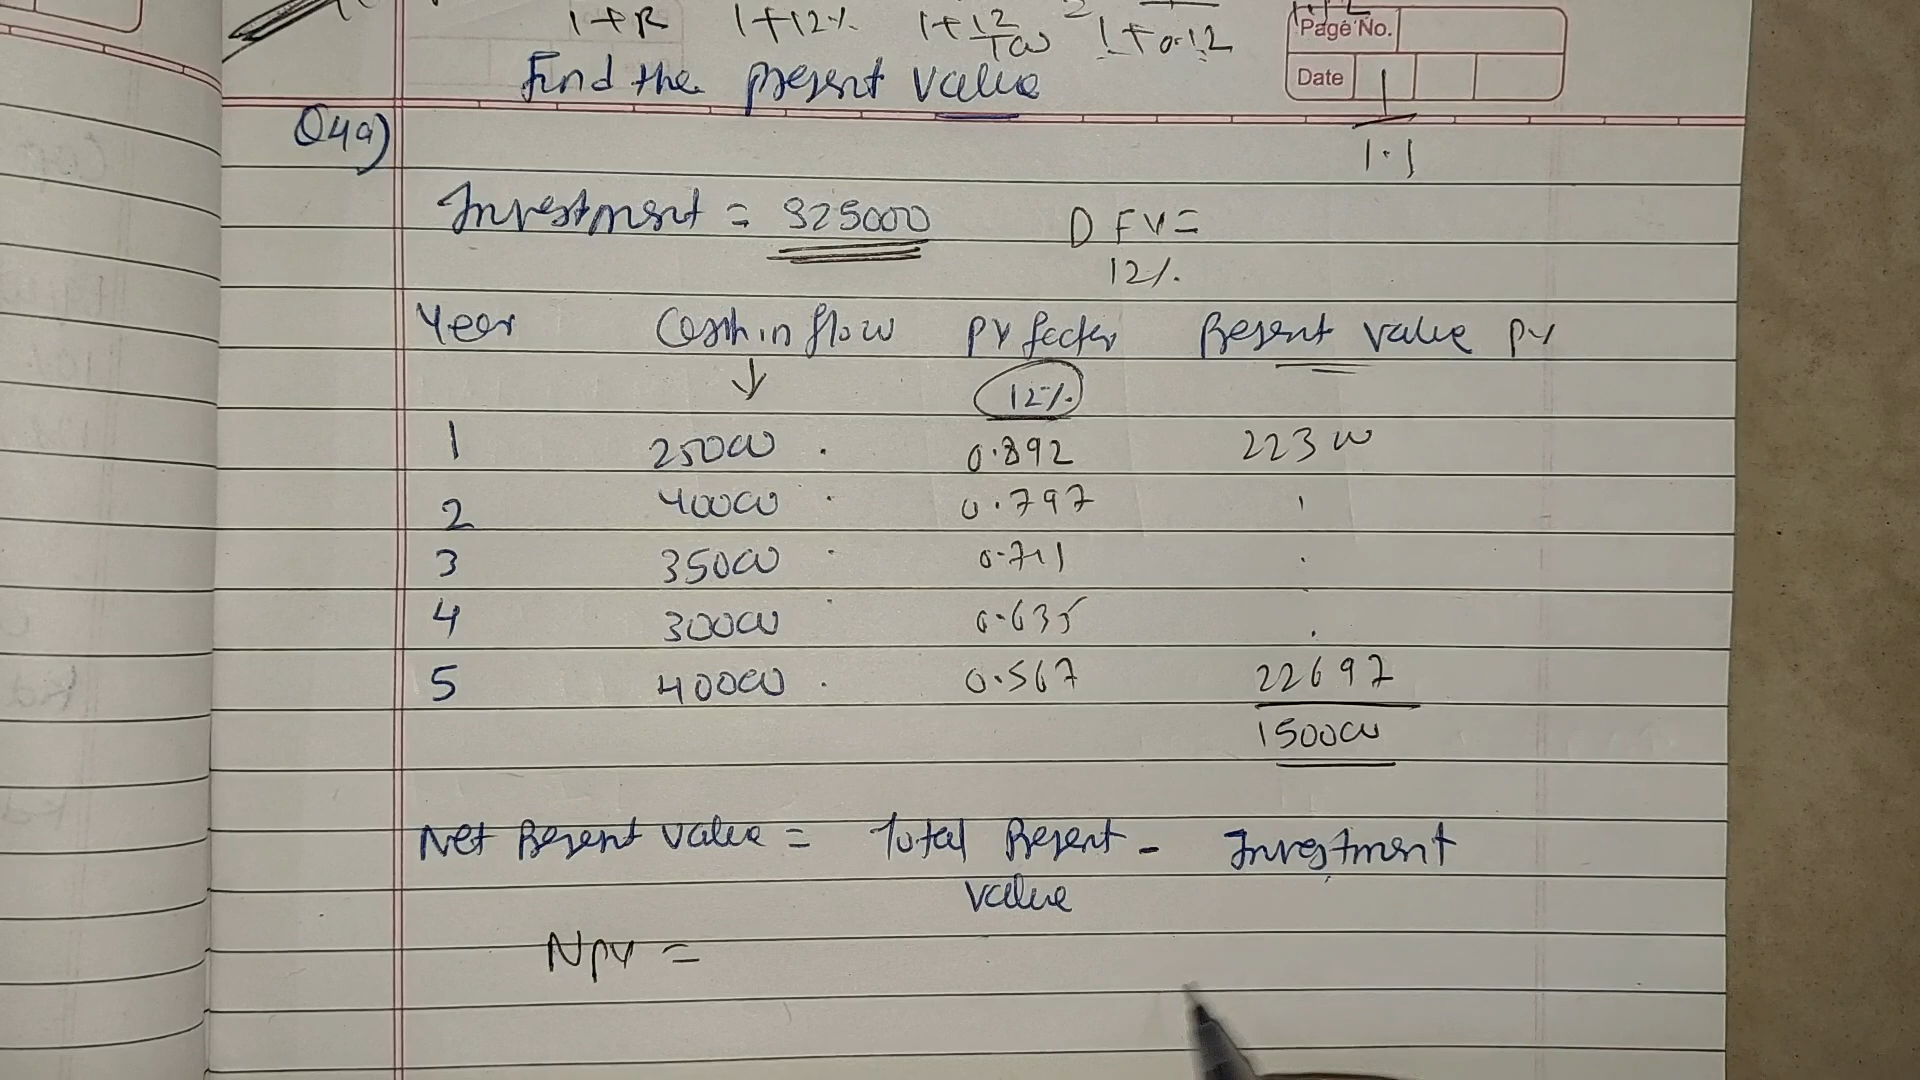 1+R 1+12% 1+12/100 = 1+0.12
Page No.
Find the present value
Date
Q4a)
1
1.1
Investment = 325000 DFV=
12%
Year Cash in flow PV factor Present value PV
↓ 12%
1 25000 . 0.892 22300
2 40000 . 0.797
3 35000 . 0.711 .
4 30000 . 0.635 .
5 40000 . 0.567 22697
150000
Net Present value = Total Present - Investment
value
NPV =